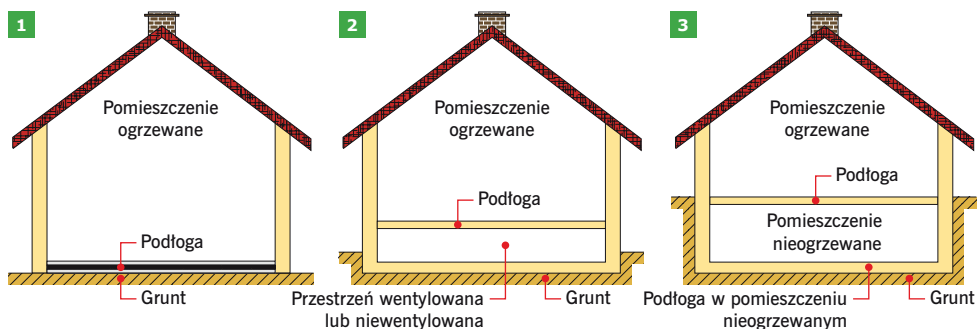 1
Pomieszczenie
ogrzewane
Podłoga
Grunt
2
Pomieszczenie
ogrzewane
Podłoga
Przestrzeń wentylowana
lub niewentylowana
Grunt
3
Pomieszczenie
ogrzewane
Podłoga
Pomieszczenie
nieogrzewane
Podłoga w pomieszczeniu
nieogrzewanym
Grunt